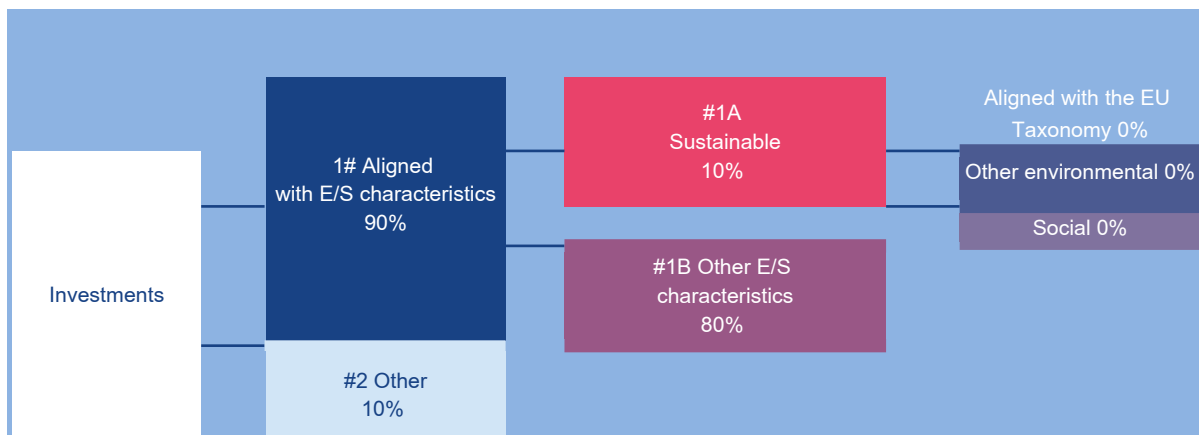 Investments
1# Aligned
with E/S characteristics
90%
#2 Other
10%
#1A
Sustainable
10%
#1B Other E/S
characteristics
80%
Aligned with the EU
Taxonomy 0%
Other environmental 0%
Social 0%